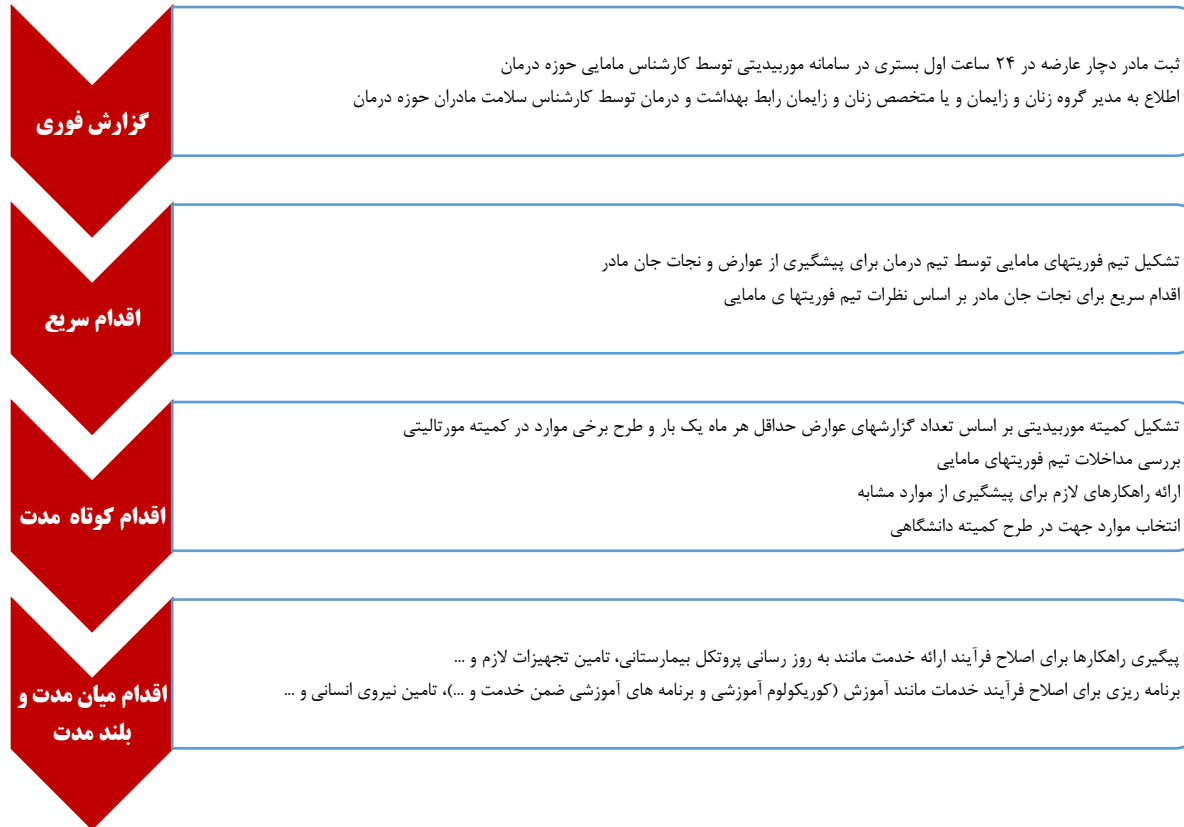 گزارش فوری
ثبت مادر دچار عارضه در ۲۴ ساعت اول بستری در سامانه موربیدیتی توسط کارشناس مامایی حوزه درمان
اطلاع به مدیر گروه زنان و زایمان و یا متخصص زنان و زایمان رابط بهداشت و درمان توسط کارشناس سلامت مادران حوزه درمان
اقدام سریع
تشکیل تیم فوریتهای مامایی توسط تیم درمان برای پیشگیری از عوارض و نجات جان مادر
اقدام سریع برای نجات جان مادر بر اساس نظرات تیم فوریتها ی مامایی
اقدام کوتاه مدت
تشکیل کمیته موربیدیتی بر اساس تعداد گزارشهای عوارض حداقل هر ماه یک بار و طرح برخی موارد در کمیته مورتالیتی
بررسی مداخلات تیم فوریتهای مامایی
ارائه راهکارهای لازم برای پیشگیری از موارد مشابه
انتخاب موارد جهت در طرح کمیته دانشگاهی
اقدام میان مدت و
بلند مدت
پیگیری راهکارها برای اصلاح فرآیند ارائه خدمت مانند به روز رسانی پروتکل بیمارستانی، تامین تجهیزات لازم و ...
برنامه ریزی برای اصلاح فرآیند خدمات مانند آموزش (کوریکولوم آموزشی و برنامه های آموزشی ضمن خدمت و ...)، تامین نیروی انسانی و ...